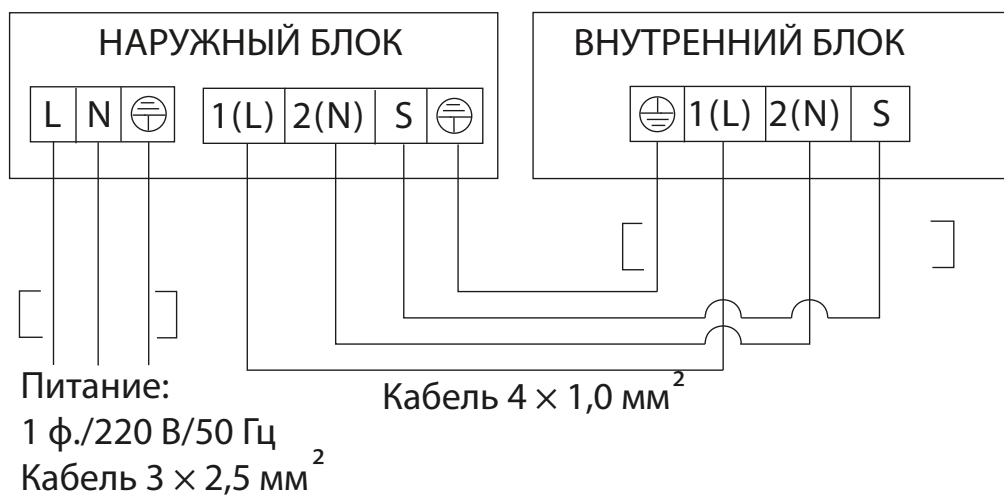 НАРУЖНЫЙ БЛОК
ВНУТРЕННИЙ БЛОК
L N 1(L) 2(N) S
1(L) 2(N) S
Питание:
1 ф./220 В/50 Гц
Кабель 3 × 2,5 мм²
Кабель 4 × 1,0 мм²